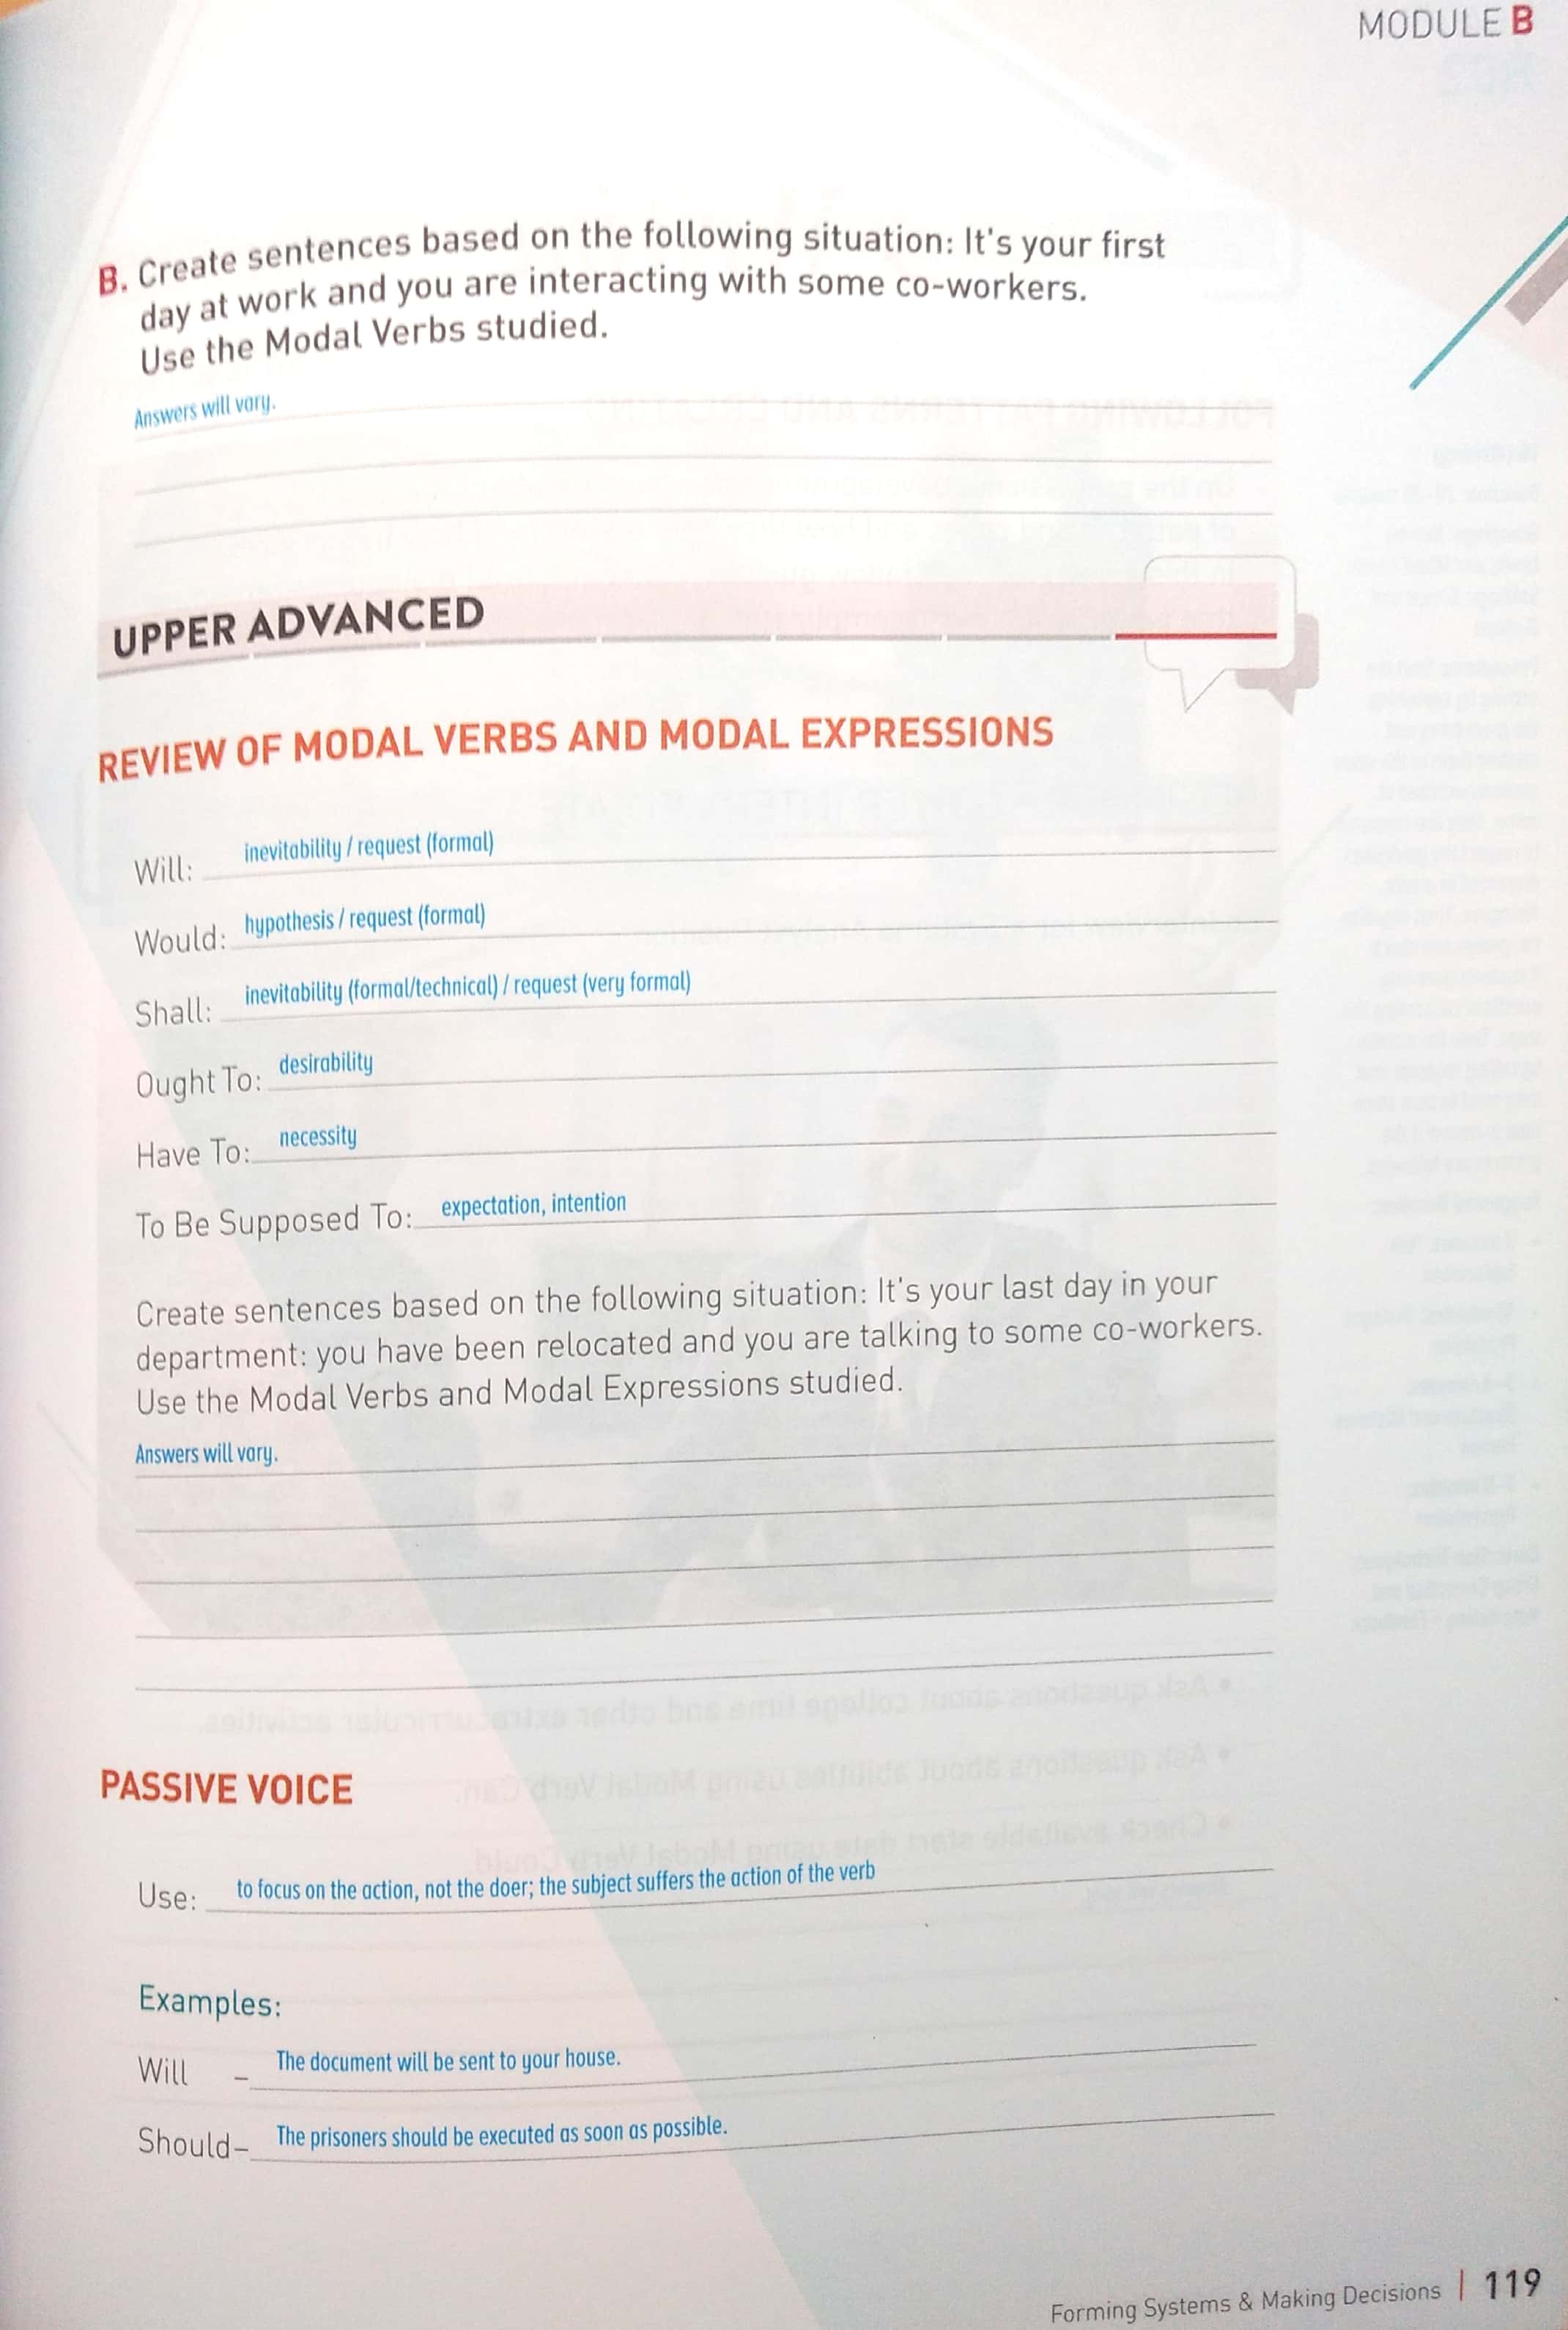 MODULE B
B. Create sentences based on the following situation: It's your first
day at work and you are interacting with some co-workers.
Use the Modal Verbs studied.
Answers will vary.
UPPER ADVANCED
REVIEW OF MODAL VERBS AND MODAL EXPRESSIONS
Will: inevitability / request (formal)
Would: hypothesis / request (formal)
Shall: inevitability (formal/technical) / request (very formal)
Ought To: desirability
Have To: necessity
To Be Supposed To: expectation, intention
Create sentences based on the following situation: It's your last day in your
department: you have been relocated and you are talking to some co-workers.
Use the Modal Verbs and Modal Expressions studied.
Answers will vary.
PASSIVE VOICE
Use: to focus on the action, not the doer; the subject suffers the action of the verb
Examples:
Will – The document will be sent to your house.
Should – The prisoners should be executed as soon as possible.
Forming Systems & Making Decisions | 119